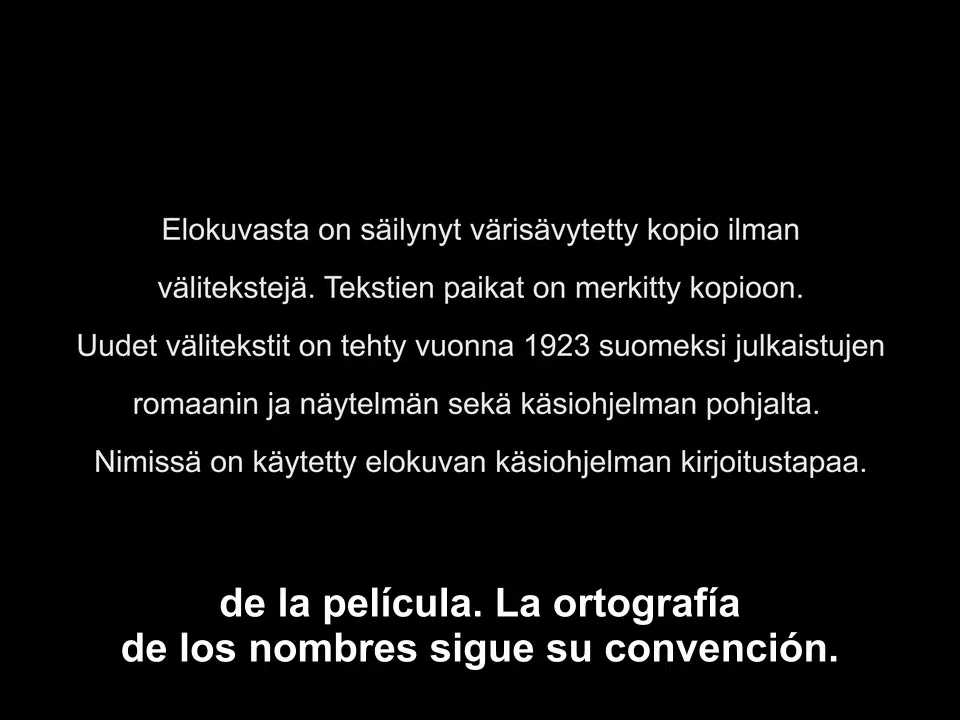 Elokuvasta on säilynyt värisävytetty kopio ilman
välitekstejä. Tekstien paikat on merkitty kopioon.
Uudet välitekstit on tehty vuonna 1923 suomeksi julkaistujen
romaanin ja näytelmän sekä käsiohjelman pohjalta.
Nimissä on käytetty elokuvan käsiohjelman kirjoitustapaa.
de la película. La ortografía
de los nombres sigue su convención.